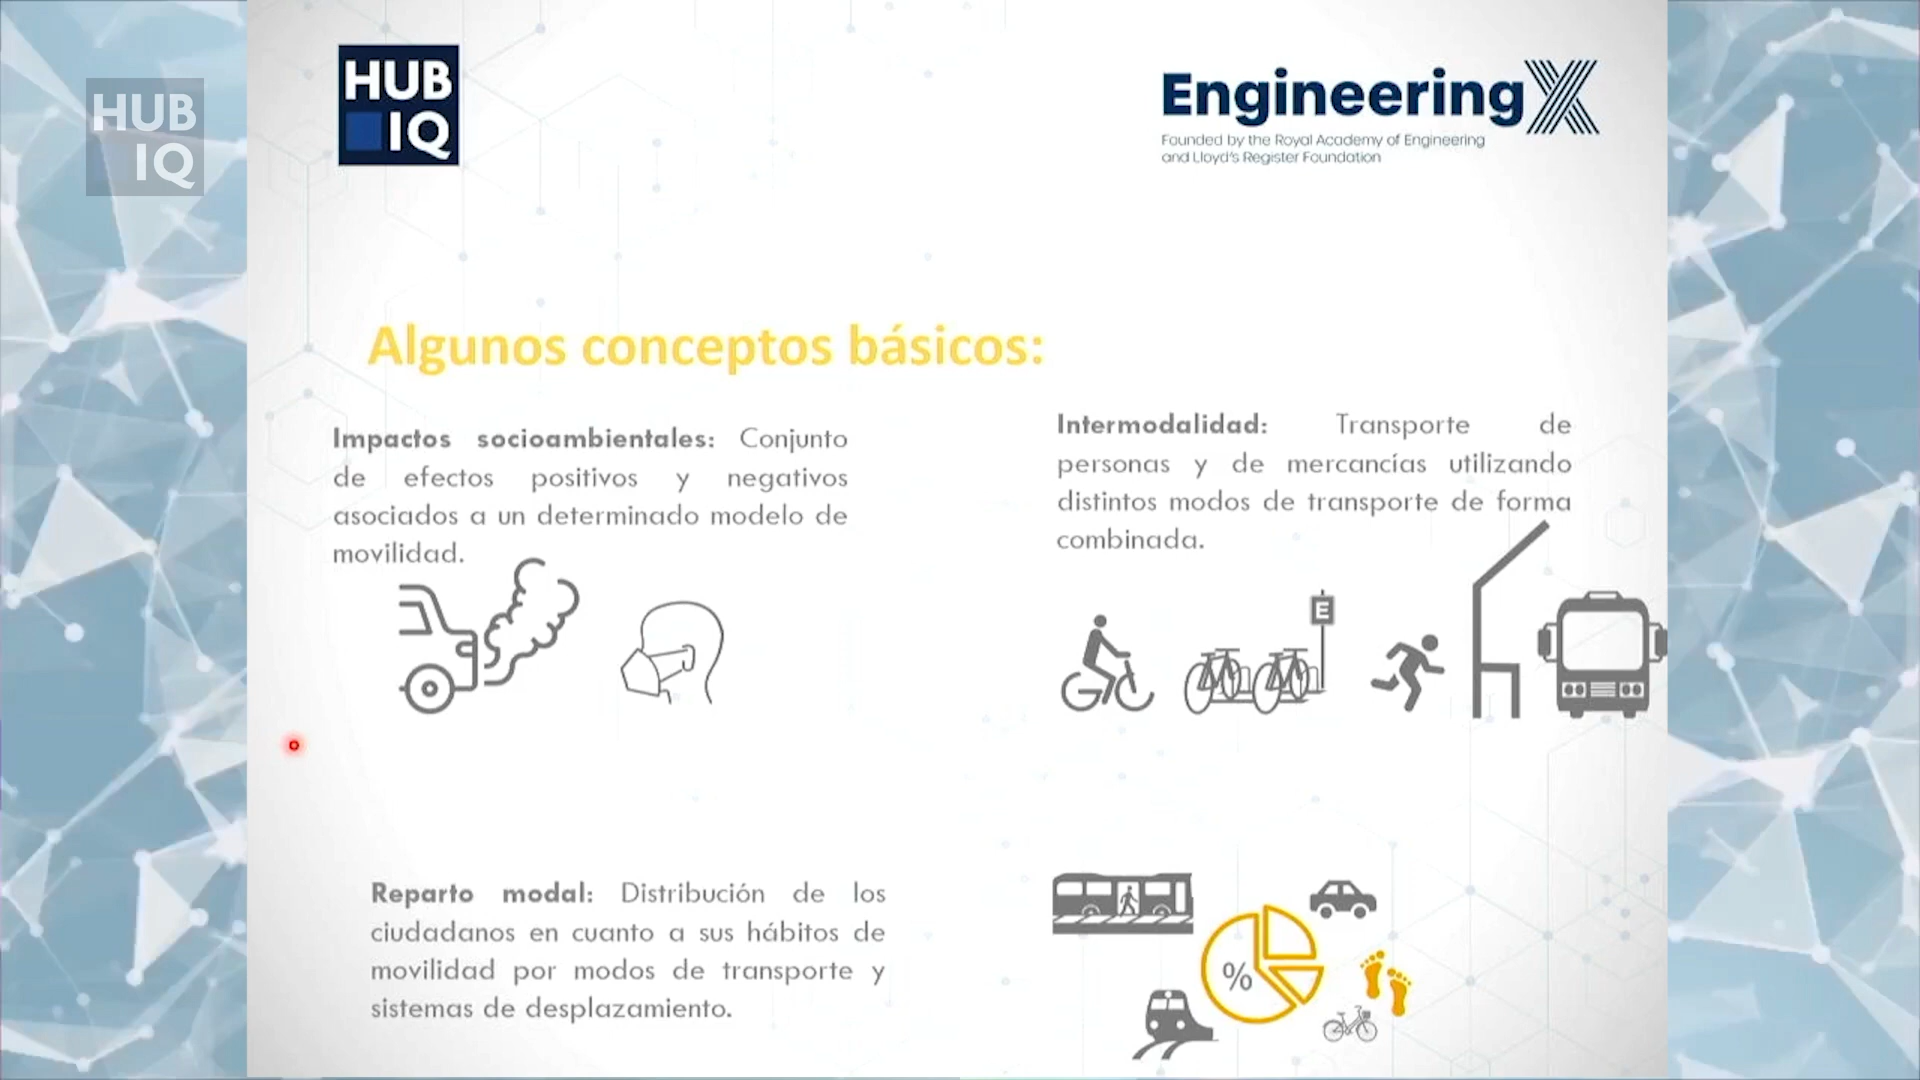 HUB
IQ
HUB
IQ
EngineeringX
Founded by the Royal Academy of Engineering
and Lloyd's Register Foundation
Algunos conceptos básicos:
Impactos socioambientales: Conjunto
de efectos positivos y negativos
asociados a un determinado modelo de
movilidad.
Intermodalidad: Transporte de
personas y de mercancías utilizando
distintos modos de transporte de forma
combinada.
E
Reparto modal: Distribución de los
ciudadanos en cuanto a sus hábitos de
movilidad por modos de transporte y
sistemas de desplazamiento.
%